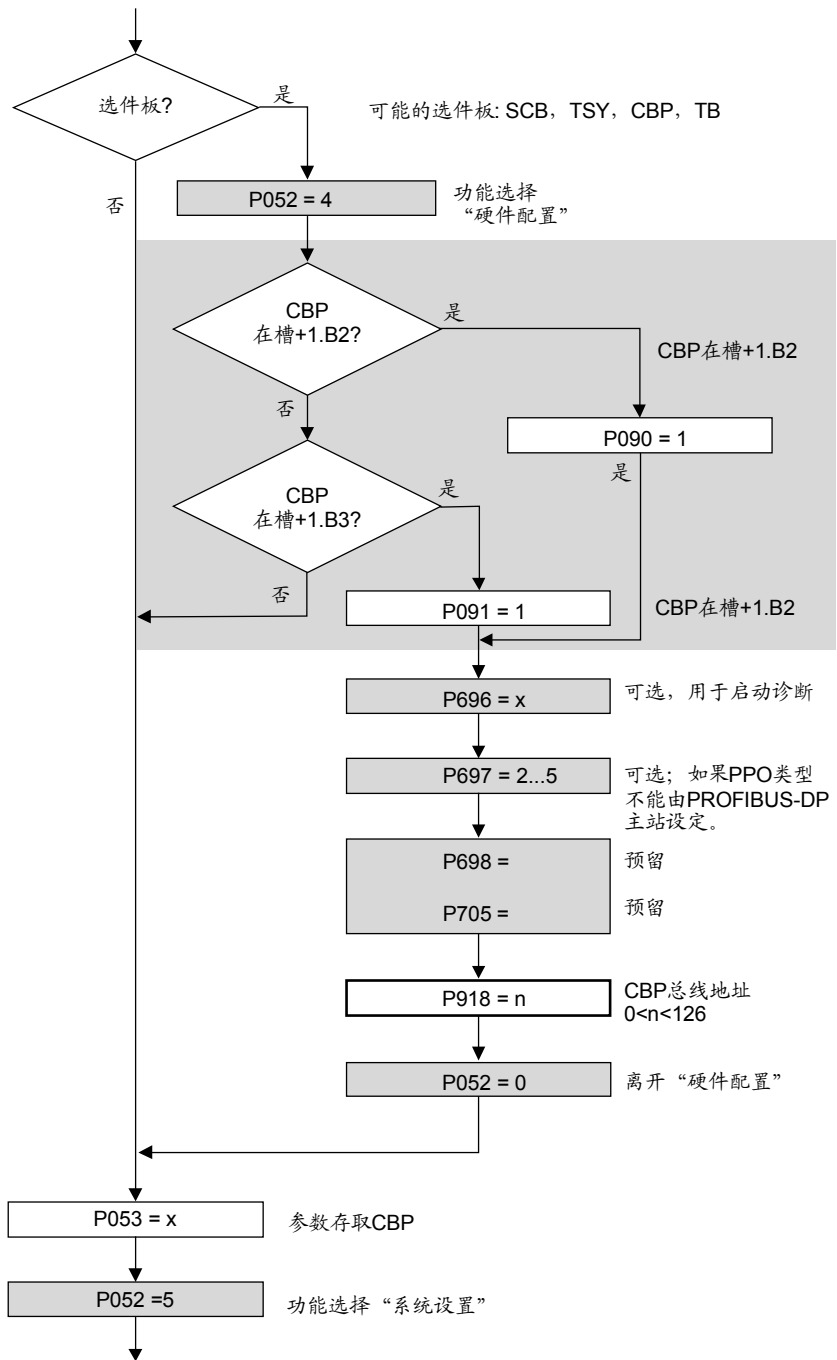 选件板?
是
可能的选件板: SCB，TSY，CBP，TB
否
P052 = 4
功能选择
“硬件配置”
CBP
在槽+1.B2?
是
CBP在槽+1.B2
否
P090 = 1
是
CBP
在槽+1.B3?
是
否
P091 = 1
CBP在槽+1.B2
P696 = x
可选，用于启动诊断
P697 = 2...5
可选；如果PPO类型
不能由PROFIBUS-DP
主站设定。
P698 =
预留
P705 =
预留
P918 = n
CBP总线地址
0<n<126
P052 = 0
离开“硬件配置”
P053 = x
参数存取CBP
P052 =5
功能选择“系统设置”